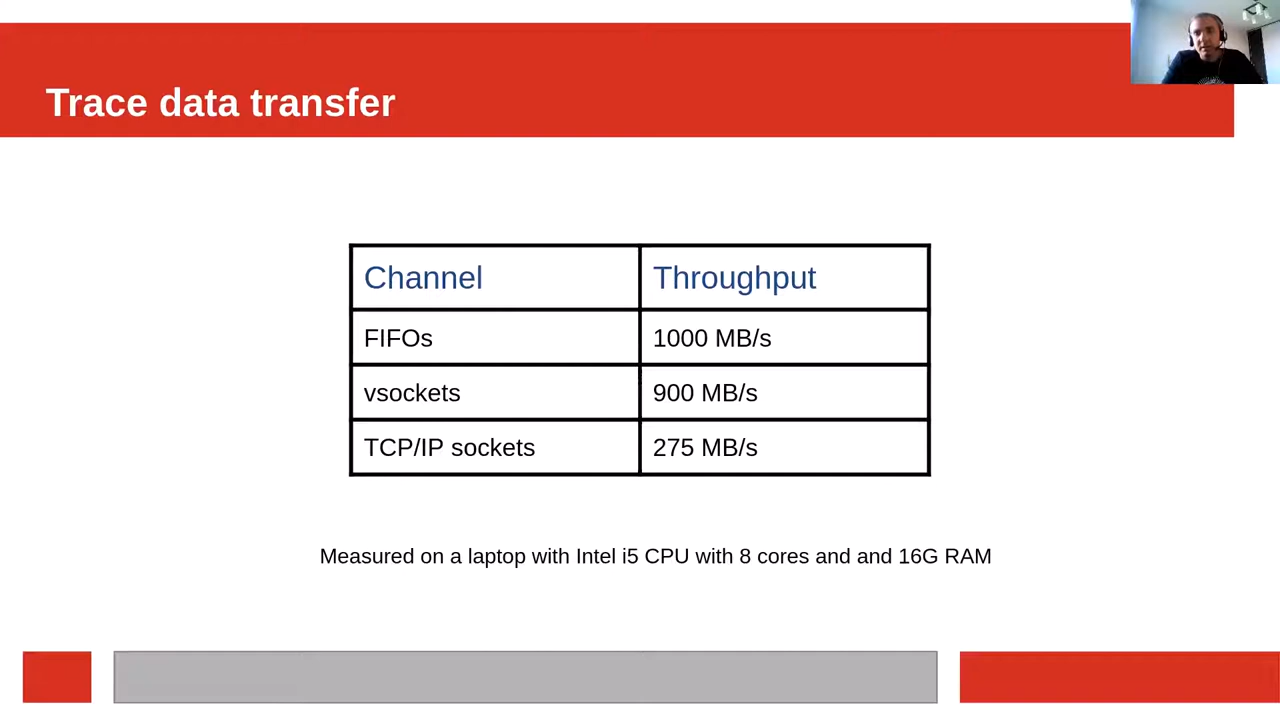 Trace data transfer
Channel Throughput
FIFOs 1000 MB/s
vsockets 900 MB/s
TCP/IP sockets 275 MB/s
Measured on a laptop with Intel i5 CPU with 8 cores and and 16G RAM